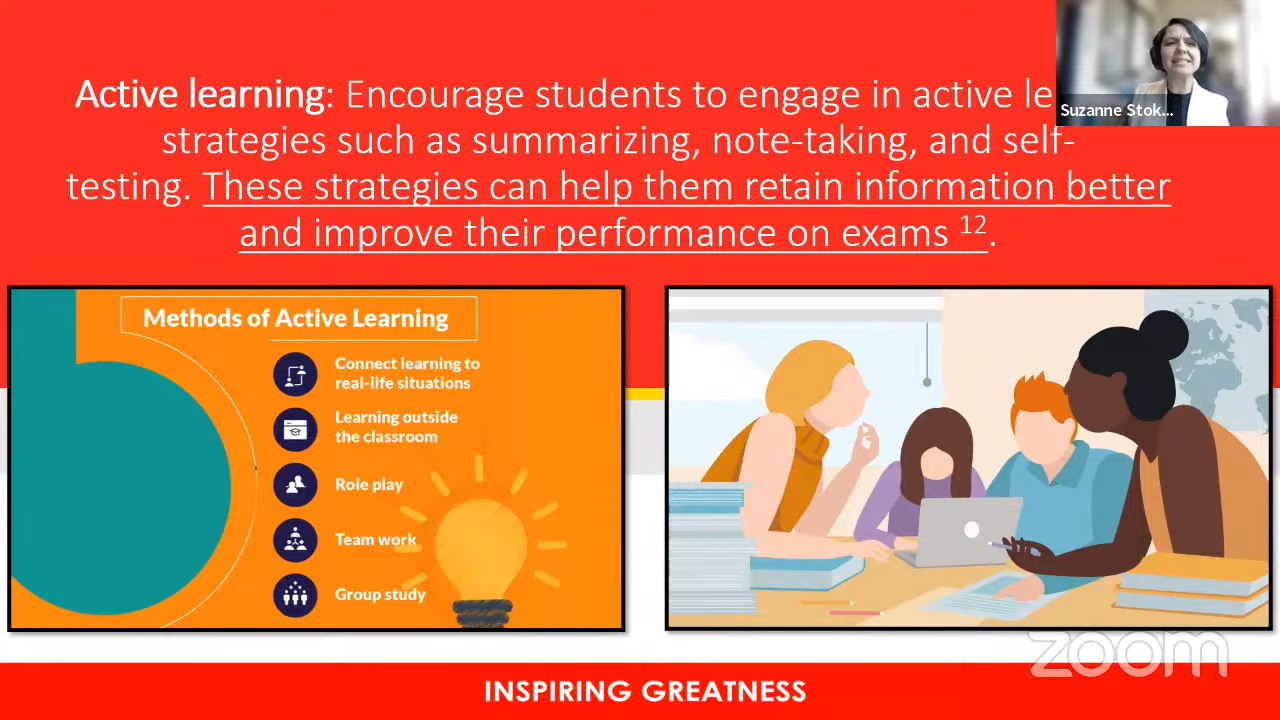 Active learning: Encourage students to engage in active le
strategies such as summarizing, note-taking, and self-
testing. These strategies can help them retain information better
and improve their performance on exams 12.
Suzanne Stok...
Methods of Active Learning
Connect learning to
real-life situations
Learning outside
the classroom
Role play
Team work
Group study
zoom
INSPIRING GREATNESS